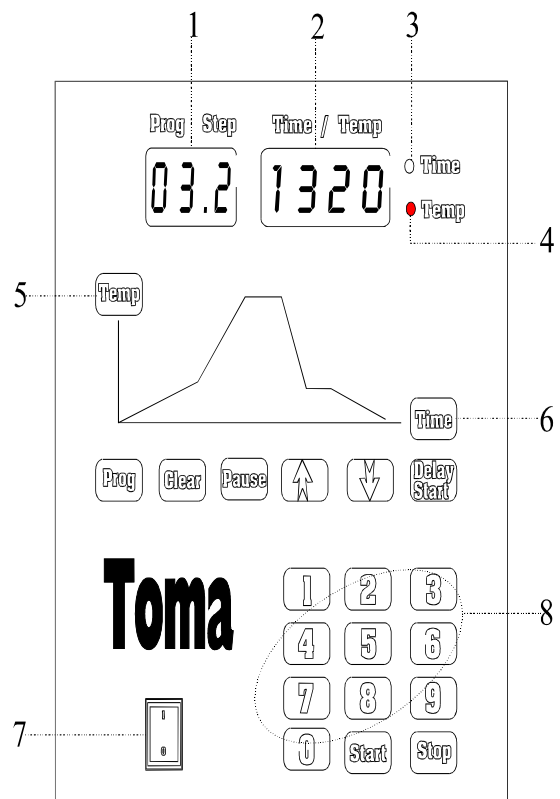 1 2 3
Prog Step Time / Temp
03.2 1320 Time
Temp
4
5 Temp
Time 6
Prog Clear Pause Delay Start
Toma
1 2 3
8
4 5 6
7 8 9
7 I O
0 Start Stop